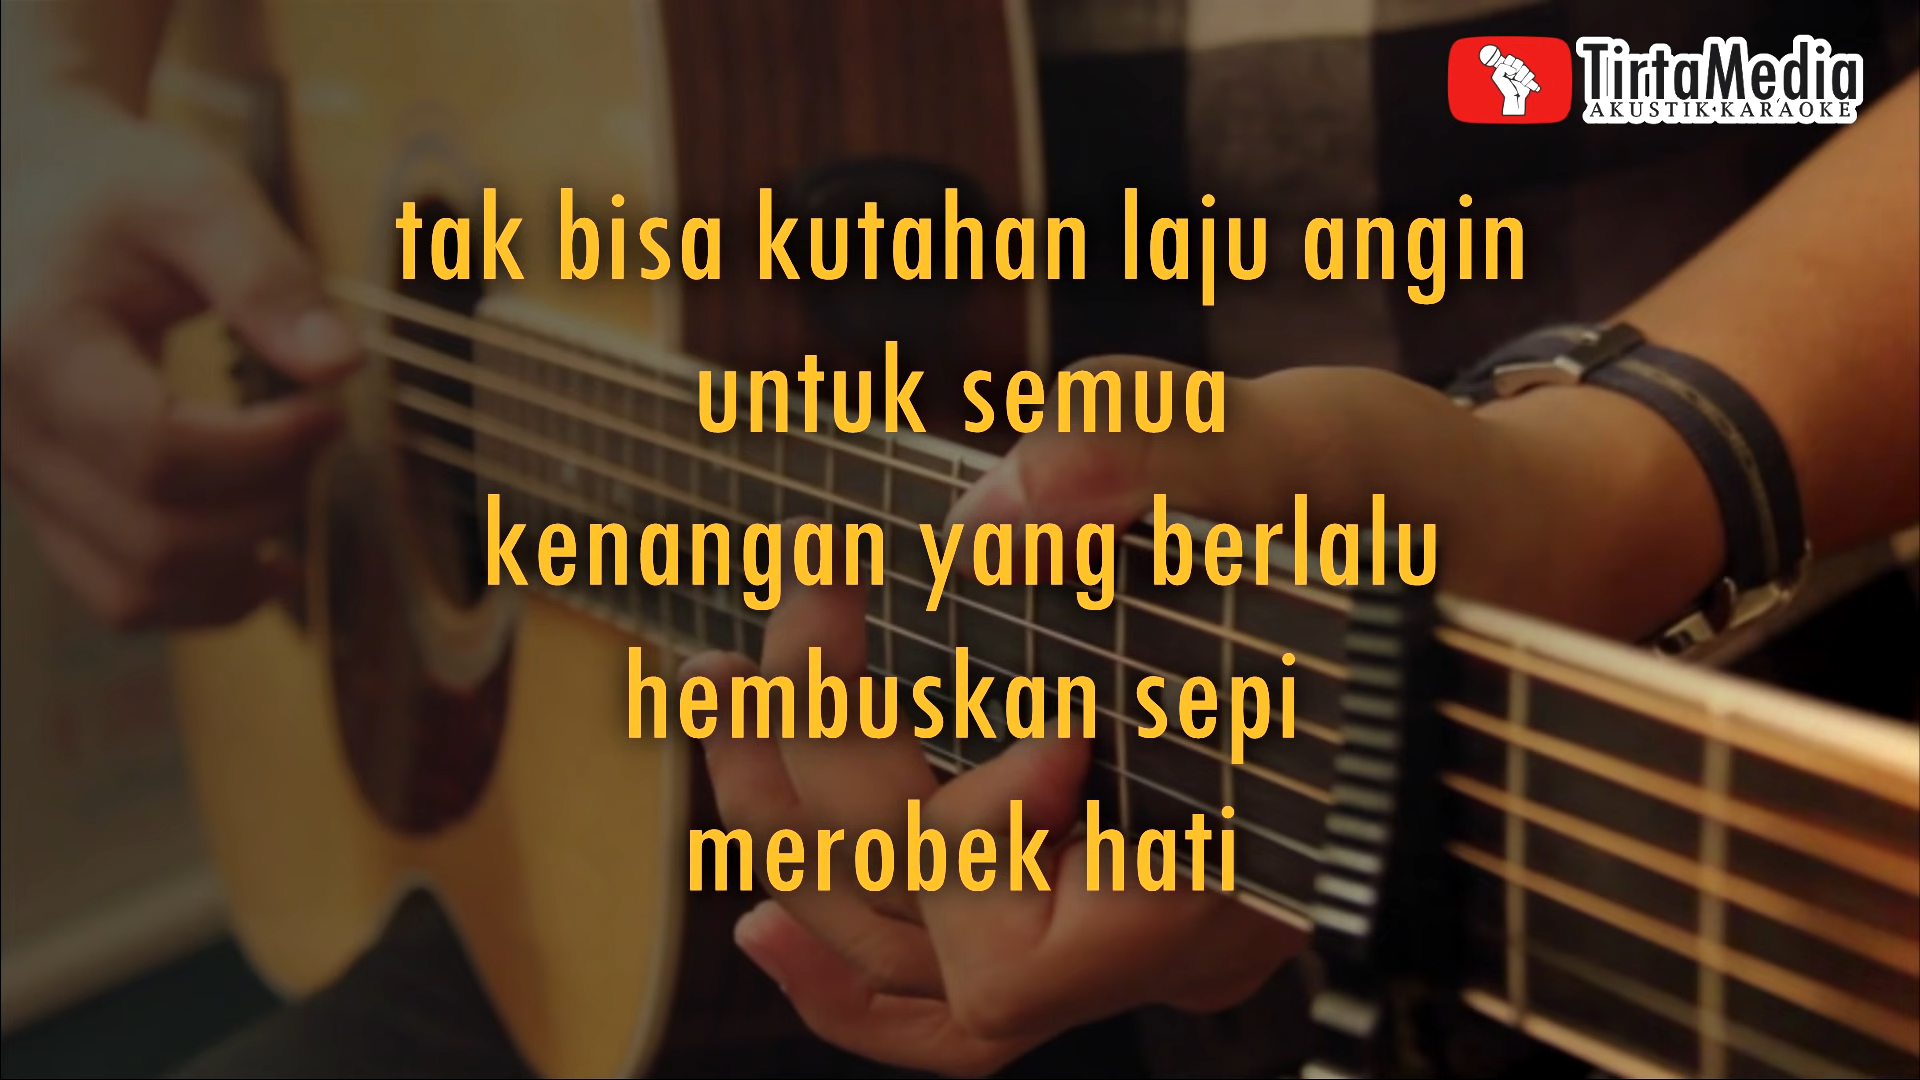 TirtaMedia
AKUSTIK KARAOKE
tak bisa kutahan laju angin
untuk semua
kenangan yang berlalu
hembuskan sepi
merobek hati